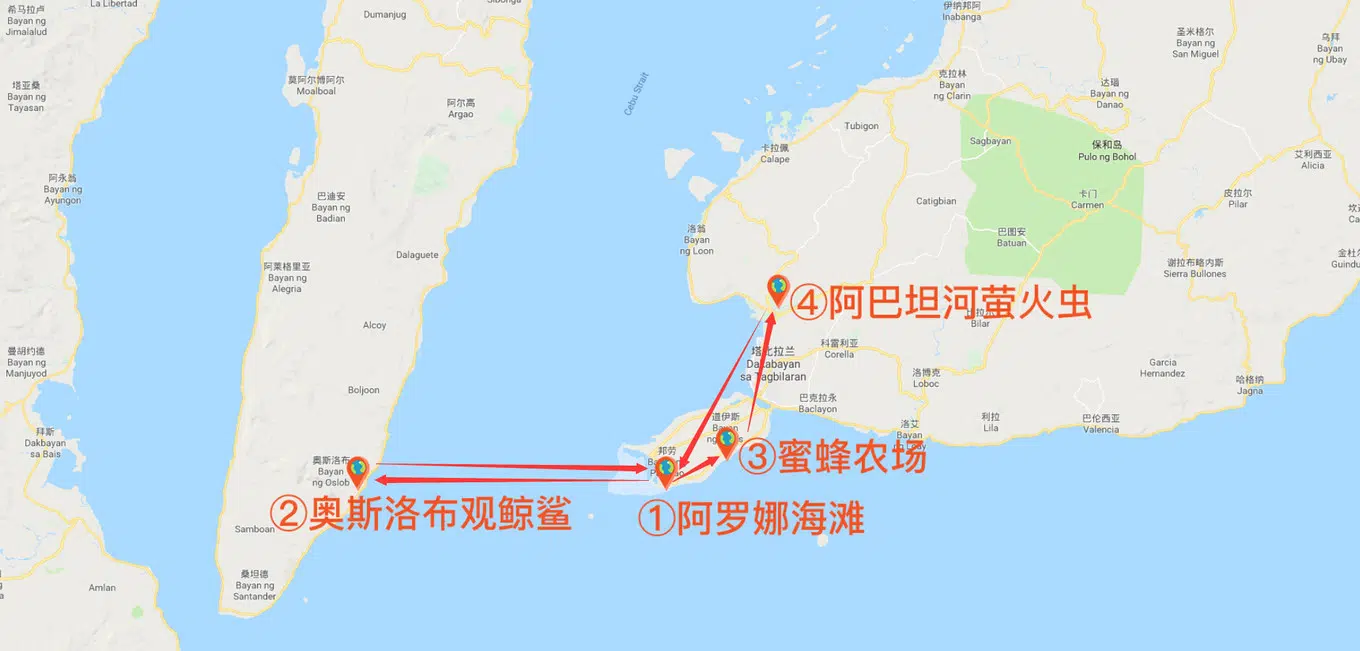 希马拉卢
Bayan ng
Jimalalud
La Libertad
Dumanjug
Sibonga
伊纳邦阿
Inabanga
圣米格尔
Bayan ng
San Miguel
乌拜
Bayan
ng Ubay
塔亚桑
Bayan ng
Tayasan
莫阿尔博阿尔
Moalboal
阿尔高
Argao
Cebu Strait
克拉林
Bayan
ng Clarin
达瑙
Bayan ng
Danao
Tubigon
Sagbayan
保和岛
Pulo ng Bohol
卡拉佩
Calape
艾利西亚
Alicia
阿永翁
Bayan ng
Ayungon
巴迪安
Bayan ng
Badian
Catigbian
卡门
Carmen
皮拉尔
Pilar
洛翁
Bayan
ng Loon
巴图安
Batuan
Dalaguete
阿莱格里亚
Bayan ng
Alegria
谢拉布略内斯
Sierra Bullones
Guindu
④阿巴坦河萤火虫
Bilar
Alcoy
曼胡约德
Bayan ng
Manjuyod
塔比拉兰
sa Tagbilaran
科雷利亚
Corella
Garcia
Hernandez
洛博克
Loboc
哈格纳
Jagna
Boljoon
巴克拉永
Baclayon
道伊斯
利拉
Lila
巴伦西亚
Valencia
洛艾
Bayan
拜斯
Dakbayan
sa Bais
邦劳
③蜜蜂农场
奥斯洛布
Bayan
ng Oslob
②奥斯洛布观鲸鲨
①阿罗娜海滩
Samboan
桑坦德
Bayan ng
Santander
Amlan